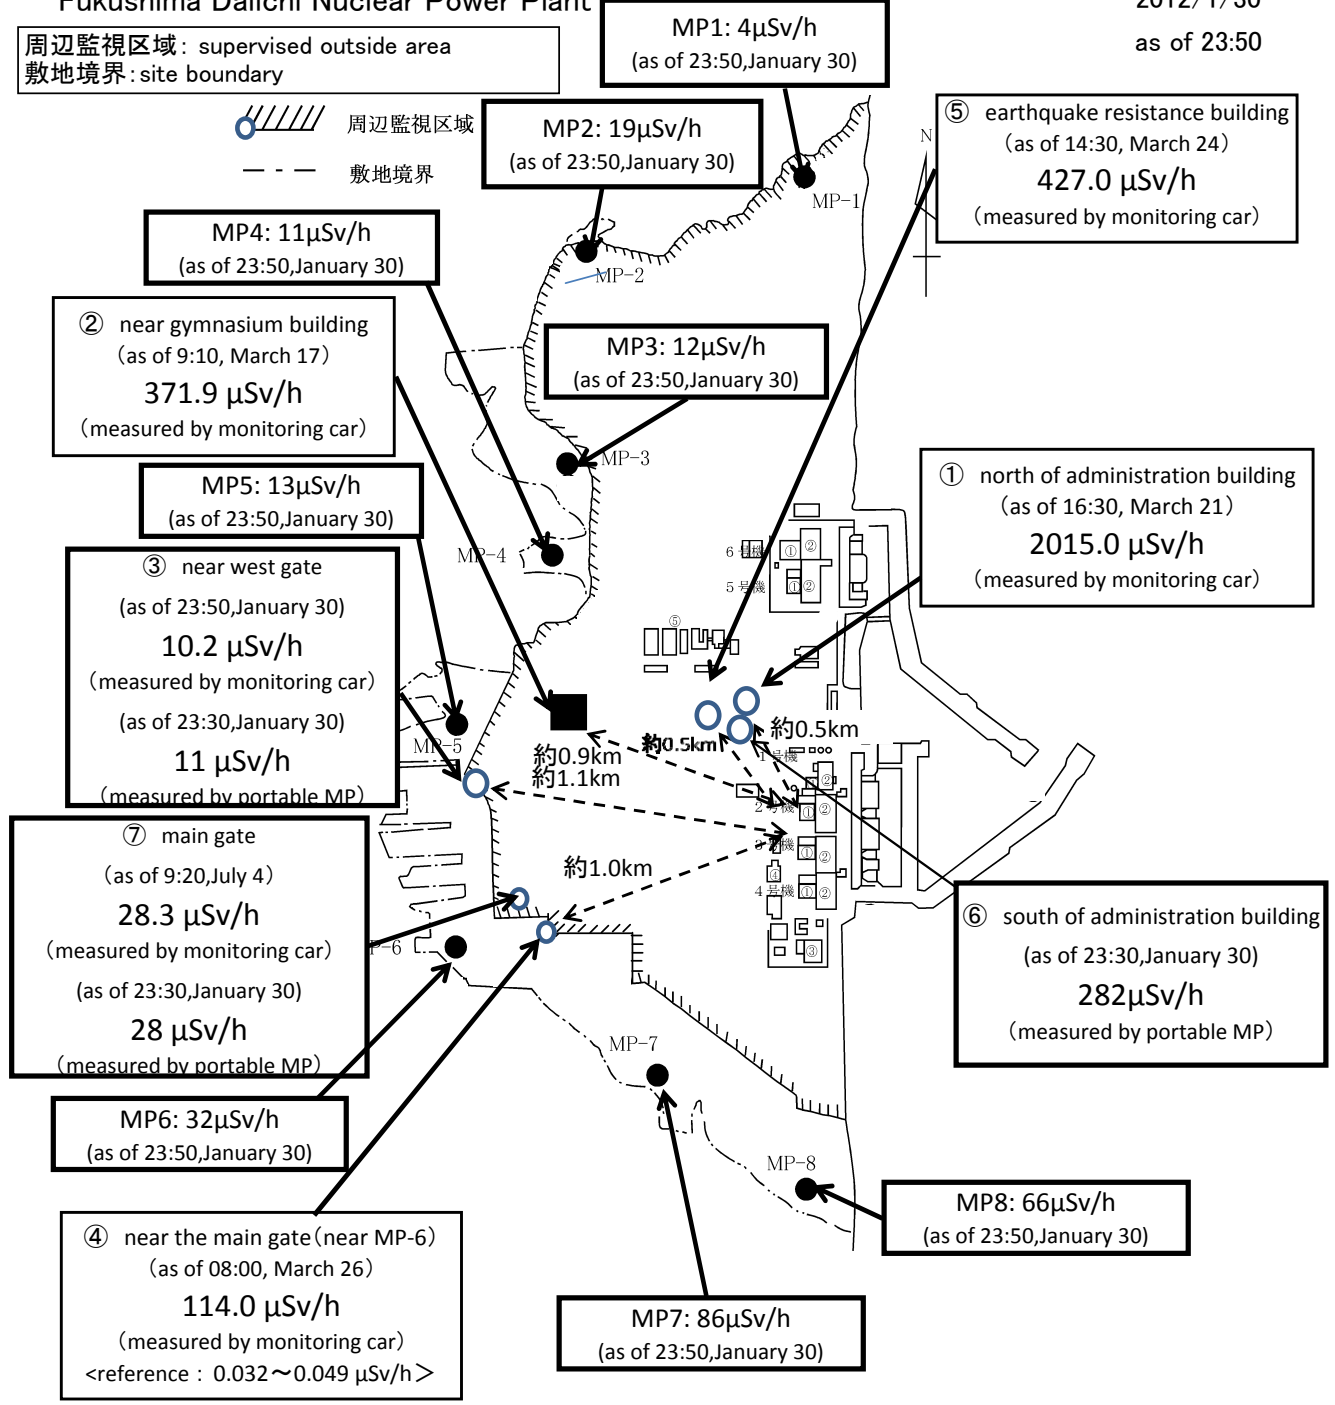 Fukushima Daiichi Nuclear Power Plant
2012/1/30
as of 23:50
周辺監視区域: supervised outside area
敷地境界:site boundary
周辺監視区域
敷地境界
MP1: 4μSv/h
(as of 23:50,January 30)
MP2: 19μSv/h
(as of 23:50,January 30)
⑤ earthquake resistance building
(as of 14:30, March 24)
427.0 μSv/h
(measured by monitoring car)
N
MP-1
MP4: 11μSv/h
(as of 23:50,January 30)
MP-2
② near gymnasium building
(as of 9:10, March 17)
371.9 μSv/h
(measured by monitoring car)
MP3: 12μSv/h
(as of 23:50,January 30)
MP-3
MP5: 13μSv/h
(as of 23:50,January 30)
① north of administration building
(as of 16:30, March 21)
2015.0 μSv/h
(measured by monitoring car)
MP-4
6号機
① ②
5号機
① ②
③ near west gate
(as of 23:50,January 30)
10.2 μSv/h
(measured by monitoring car)
(as of 23:30,January 30)
11 μSv/h
(measured by portable MP)
⑤
MP-5
約0.9km
約1.1km
約0.5km
約0.5km
1号機
②
2号機
① ②
3号機
① ②
④
4号機
① ②
③
約1.0km
⑦ main gate
(as of 9:20,July 4)
28.3 μSv/h
(measured by monitoring car)
(as of 23:30,January 30)
28 μSv/h
(measured by portable MP)
P-6
⑥ south of administration building
(as of 23:30,January 30)
282μSv/h
(measured by portable MP)
MP-7
MP6: 32μSv/h
(as of 23:50,January 30)
MP-8
MP8: 66μSv/h
(as of 23:50,January 30)
④ near the main gate(near MP-6)
(as of 08:00, March 26)
114.0 μSv/h
(measured by monitoring car)
<reference : 0.032～0.049 μSv/h＞
MP7: 86μSv/h
(as of 23:50,January 30)